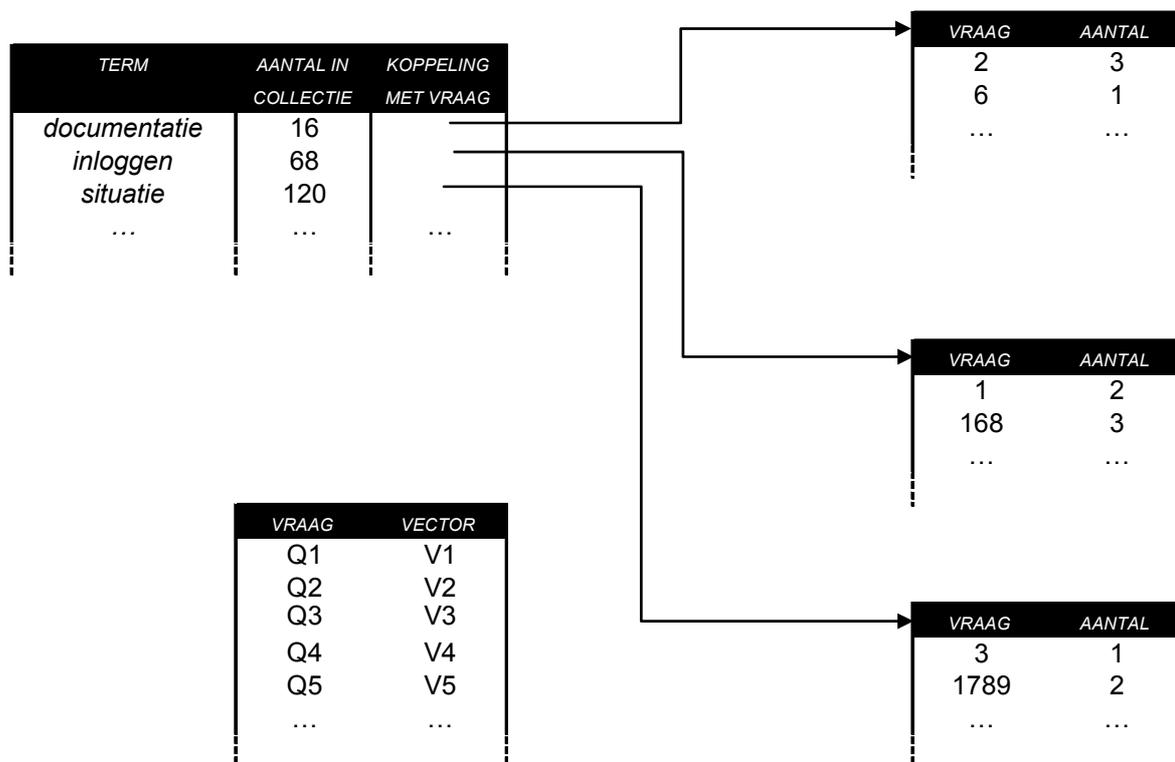 TERM AANTAL IN KOPPELING
COLLECTIE MET VRAAG
documentatie 16
inloggen 68
situatie 120
... ... ...
VRAAG AANTAL
2 3
6 1
... ...
VRAAG AANTAL
1 2
168 3
... ...
VRAAG VECTOR
Q1 V1
Q2 V2
Q3 V3
Q4 V4
Q5 V5
... ...
VRAAG AANTAL
3 1
1789 2
... ...